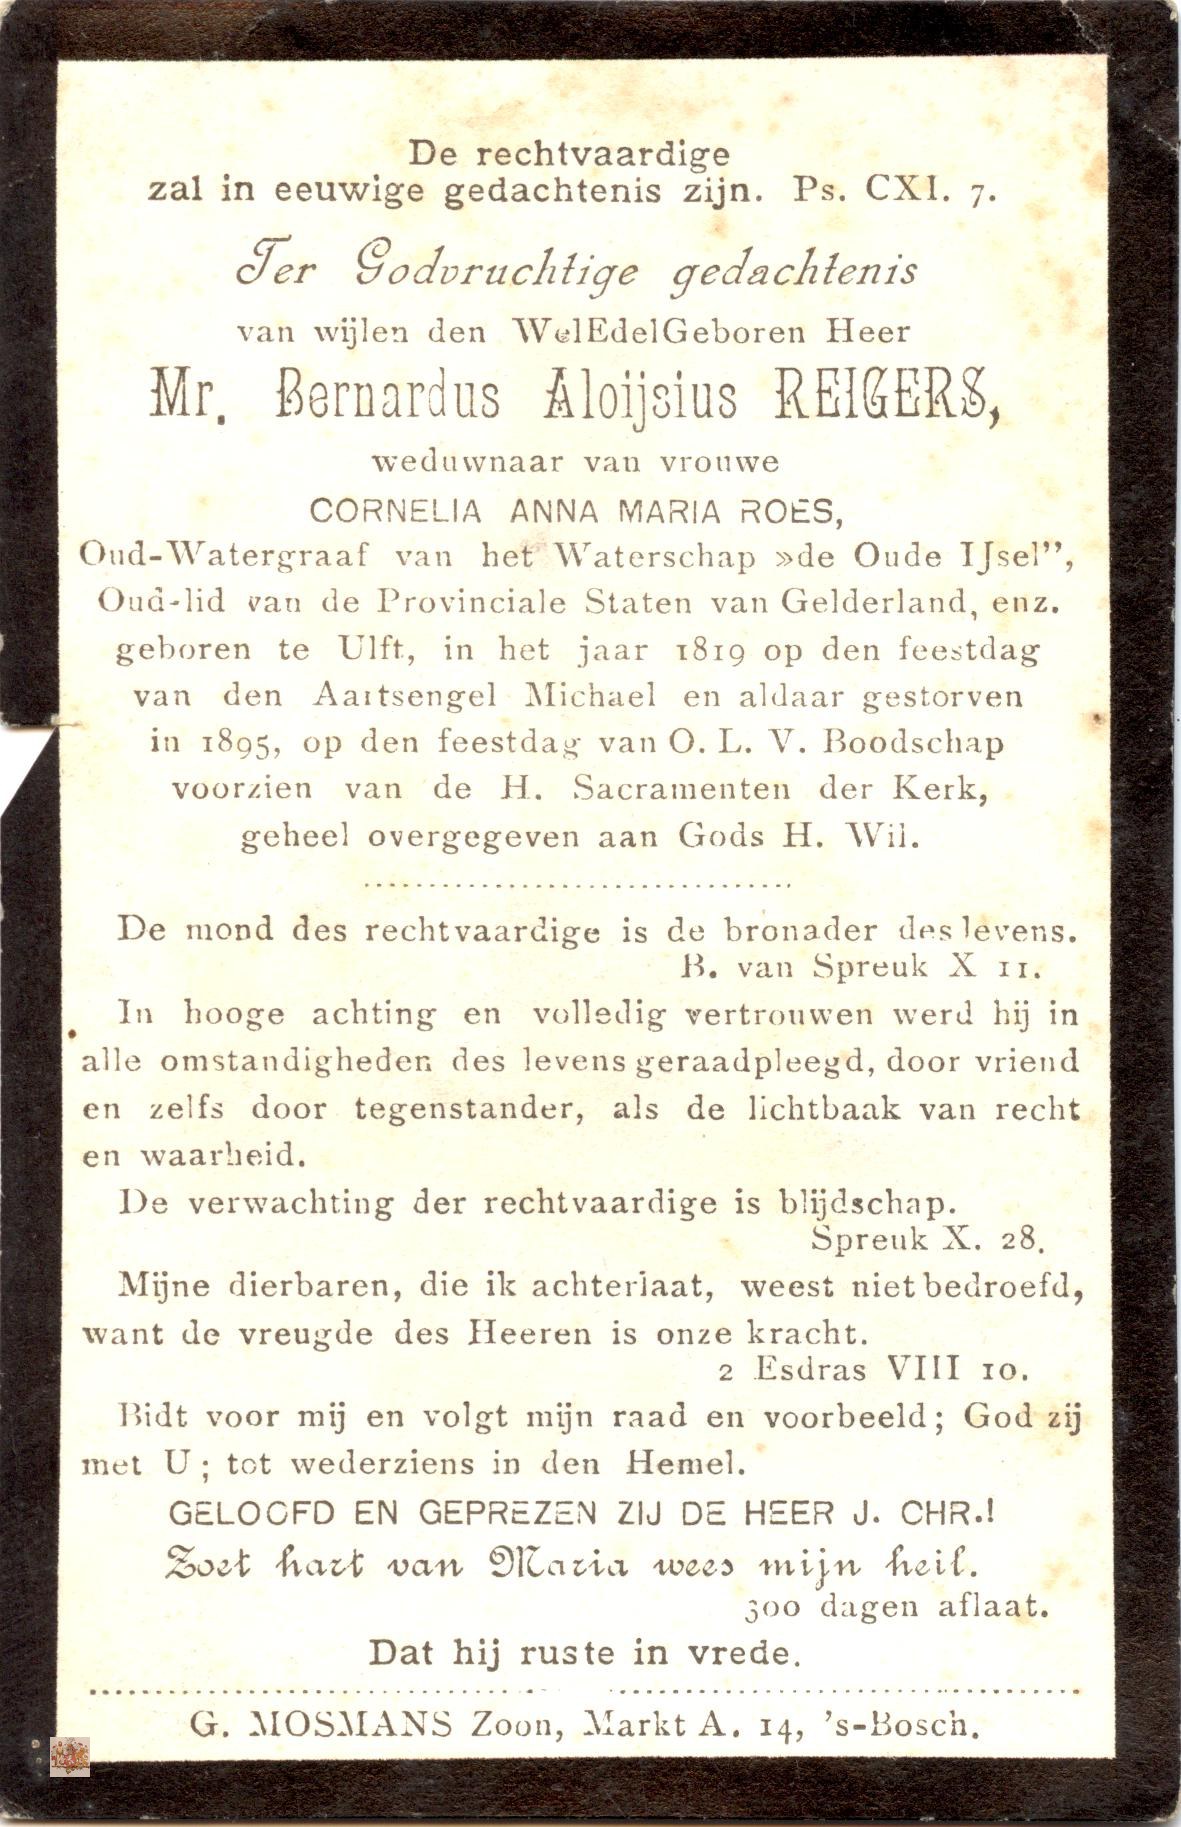 De rechtvaardige
zal in eeuwige gedachtenis zijn. Ps. CXI. 7.
Ter Godvruchtige gedachtenis
van wijlen den WelEdelGeboren Heer
Mr. Bernardus Aloijsius REIGERS,
weduwnaar van vrouwe
CORNELIA ANNA MARIA ROES,
Oud-Watergraaf van het Waterschap »de Oude IJsel”,
Oud-lid van de Provinciale Staten van Gelderland, enz.
geboren te Ulft, in het jaar 1819 op den feestdag
van den Aartsengel Michael en aldaar gestorven
in 1895, op den feestdag van O. L. V. Boodschap
voorzien van de H. Sacramenten der Kerk,
geheel overgegeven aan Gods H. Wil.
De mond des rechtvaardige is de bronader des levens.
B. van Spreuk X 11.
In hooge achting en volledig vertrouwen werd hij in
alle omstandigheden des levens geraadpleegd, door vriend
en zelfs door tegenstander, als de lichtbaak van recht
en waarheid.
De verwachting der rechtvaardige is blijdschap.
Spreuk X. 28.
Mijne dierbaren, die ik achterlaat, weest niet bedroefd,
want de vreugde des Heeren is onze kracht.
2 Esdras VIII 10.
Bidt voor mij en volgt mijn raad en voorbeeld; God zij
met U; tot wederziens in den Hemel.
GELOOFD EN GEPREZEN ZIJ DE HEER J. CHR.!
Zoet hart van Maria wees mijn heil.
300 dagen aflaat.
Dat hij ruste in vrede.
G. MOSMANS Zoon, Markt A. 14, 's-Bosch.